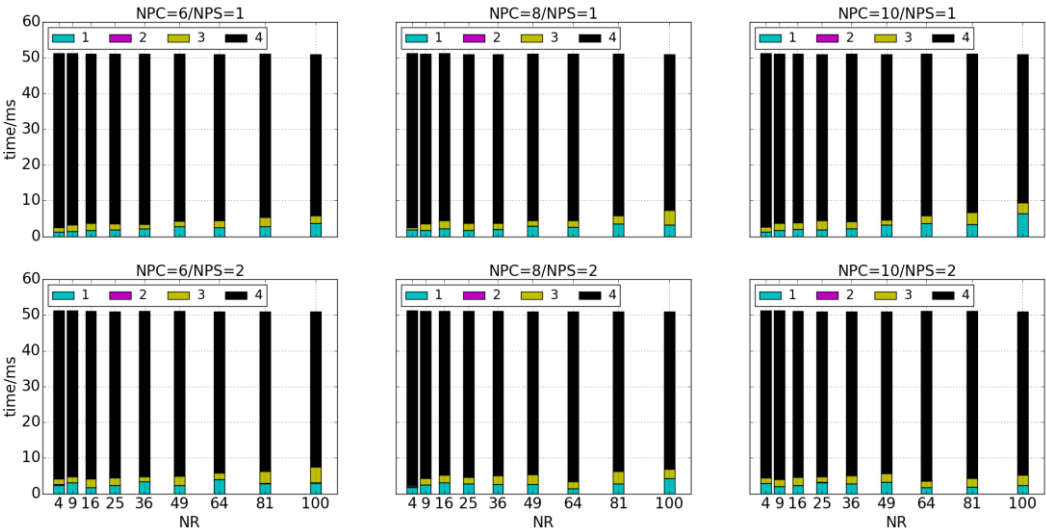 NPC=6/NPS=1
60
50
40
30
20
10
0
time/ms
1 2 3 4
NPC=8/NPS=1
1 2 3 4
NPC=10/NPS=1
1 2 3 4
NPC=6/NPS=2
60
50
40
30
20
10
0
time/ms
1 2 3 4
4 9 16 25 36 49 64 81 100
NR
NPC=8/NPS=2
1 2 3 4
4 9 16 25 36 49 64 81 100
NR
NPC=10/NPS=2
1 2 3 4
4 9 16 25 36 49 64 81 100
NR